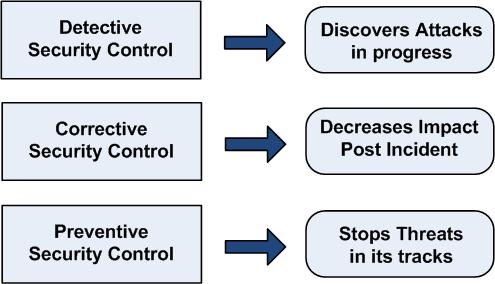 Detective
Security Control
Discovers Attacks
in progress
Corrective
Security Control
Decreases Impact
Post Incident
Preventive
Security Control
Stops Threats
in its tracks